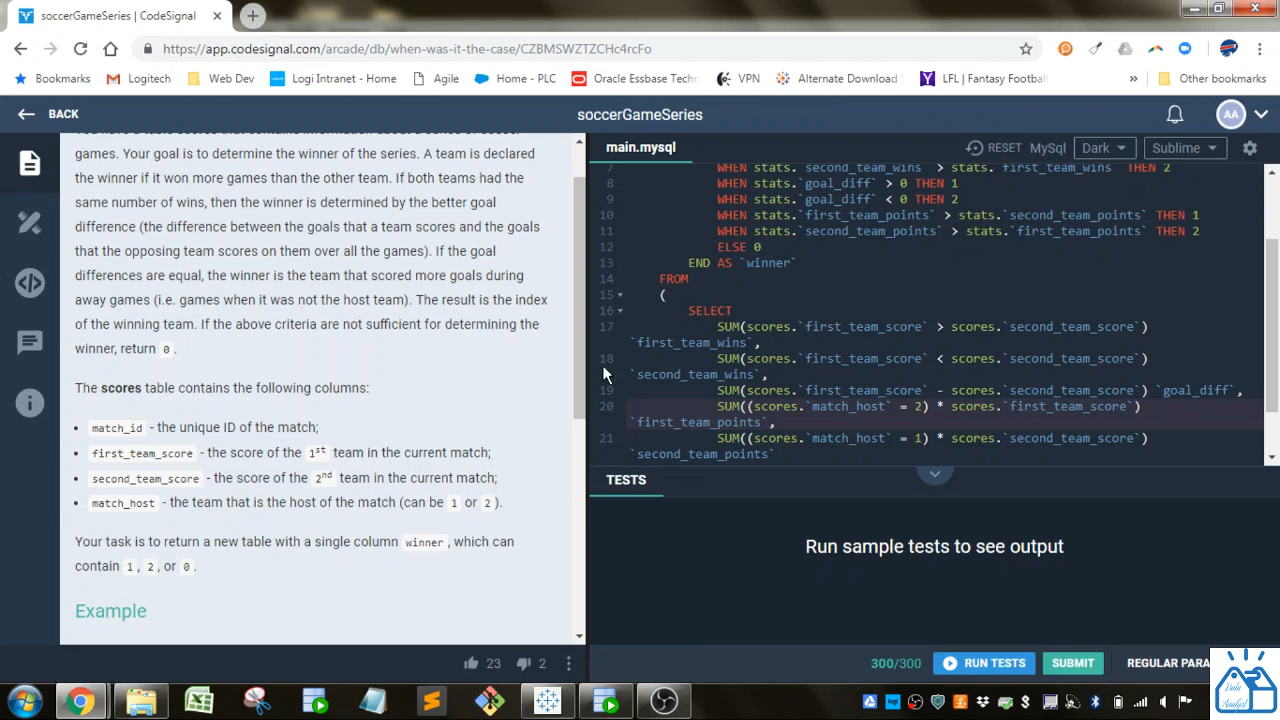 soccerGameSeries | CodeSignal
https://app.codesignal.com/arcade/db/when-was-it-the-case/CZBMSWZTZCHc4rcFo
Bookmarks Logitech Web Dev Logi Intranet - Home Agile Home - PLC Oracle Essbase Techn VPN Alternate Download LFL | Fantasy Football » Other bookmarks
BACK soccerGameSeries AA
games. Your goal is to determine the winner of the series. A team is declared
the winner if it won more games than the other team. If both teams had the
same number of wins, then the winner is determined by the better goal
difference (the difference between the goals that a team scores and the goals
that the opposing team scores on them over all the games). If the goal
differences are equal, the winner is the team that scored more goals during
away games (i.e. games when it was not the host team). The result is the index
of the winning team. If the above criteria are not sufficient for determining the
winner, return 0.
The scores table contains the following columns:
• match_id - the unique ID of the match;
• first_team_score - the score of the 1st team in the current match;
• second_team_score - the score of the 2nd team in the current match;
• match_host - the team that is the host of the match (can be 1 or 2).
Your task is to return a new table with a single column winner, which can
contain 1, 2, or 0.
Example
23 2
main.mysql RESET MySql Dark Sublime
7 WHEN stats.`second_team_wins` > stats.`first_team_wins` THEN 2
8 WHEN stats.`goal_diff` > 0 THEN 1
9 WHEN stats.`goal_diff` < 0 THEN 2
10 WHEN stats.`first_team_points` > stats.`second_team_points` THEN 1
11 WHEN stats.`second_team_points` > stats.`first_team_points` THEN 2
12 ELSE 0
13 END AS `winner`
14 FROM
15 (
16 SELECT
17 SUM(scores.`first_team_score` > scores.`second_team_score`)
`first_team_wins`,
18 SUM(scores.`first_team_score` < scores.`second_team_score`)
`second_team_wins`,
19 SUM(scores.`first_team_score` - scores.`second_team_score`) `goal_diff`,
20 SUM((scores.`match_host` = 2) * scores.`first_team_score`)
`first_team_points`,
21 SUM((scores.`match_host` = 1) * scores.`second_team_score`)
`second_team_points`
TESTS
Run sample tests to see output
300/300 RUN TESTS SUBMIT REGULAR PARA
Data
Analyst